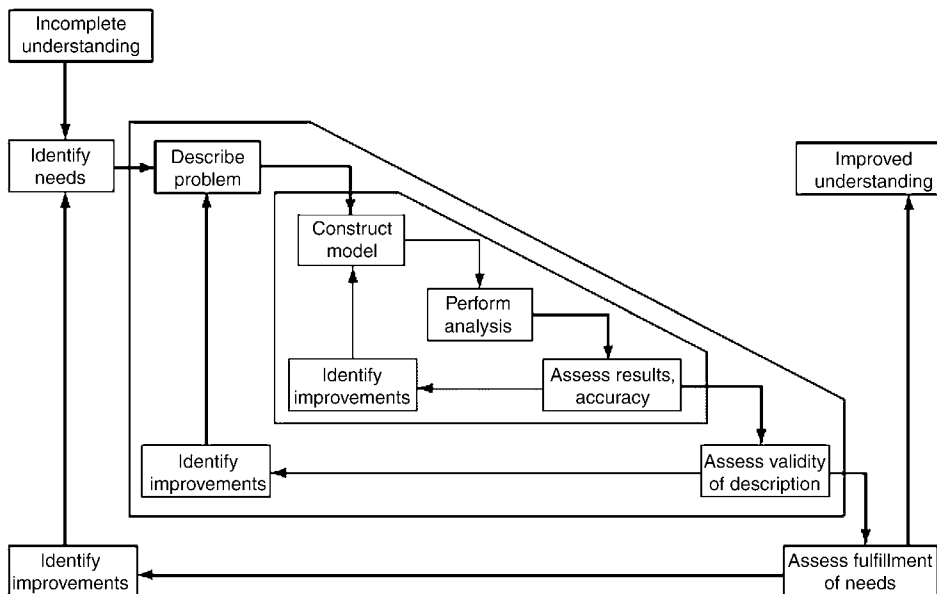 Incomplete
understanding
Identify
needs
Describe
problem
Improved
understanding
Construct
model
Perform
analysis
Identify
improvements
Assess results,
accuracy
Identify
improvements
Assess validity
of description
Identify
improvements
Assess fulfillment
of needs